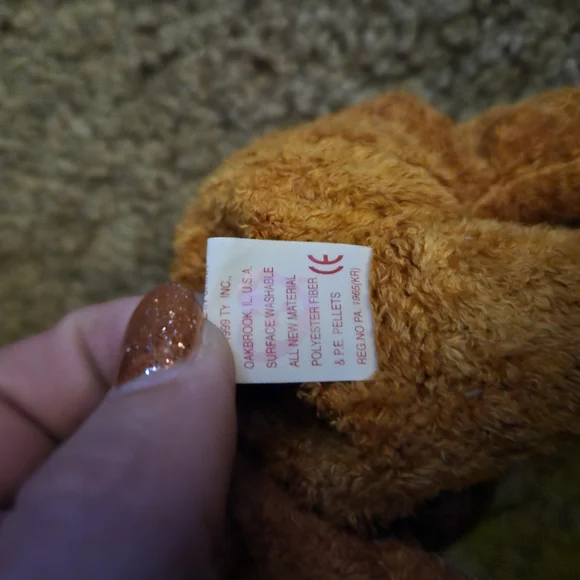 1999 TY INC.,
OAKBROOK IL. U.S.A.
SURFACE WASHABLE
ALL NEW MATERIAL
POLYESTER FIBER
& P.E. PELLETS
REG.NO PA. 1965(KR)
CE